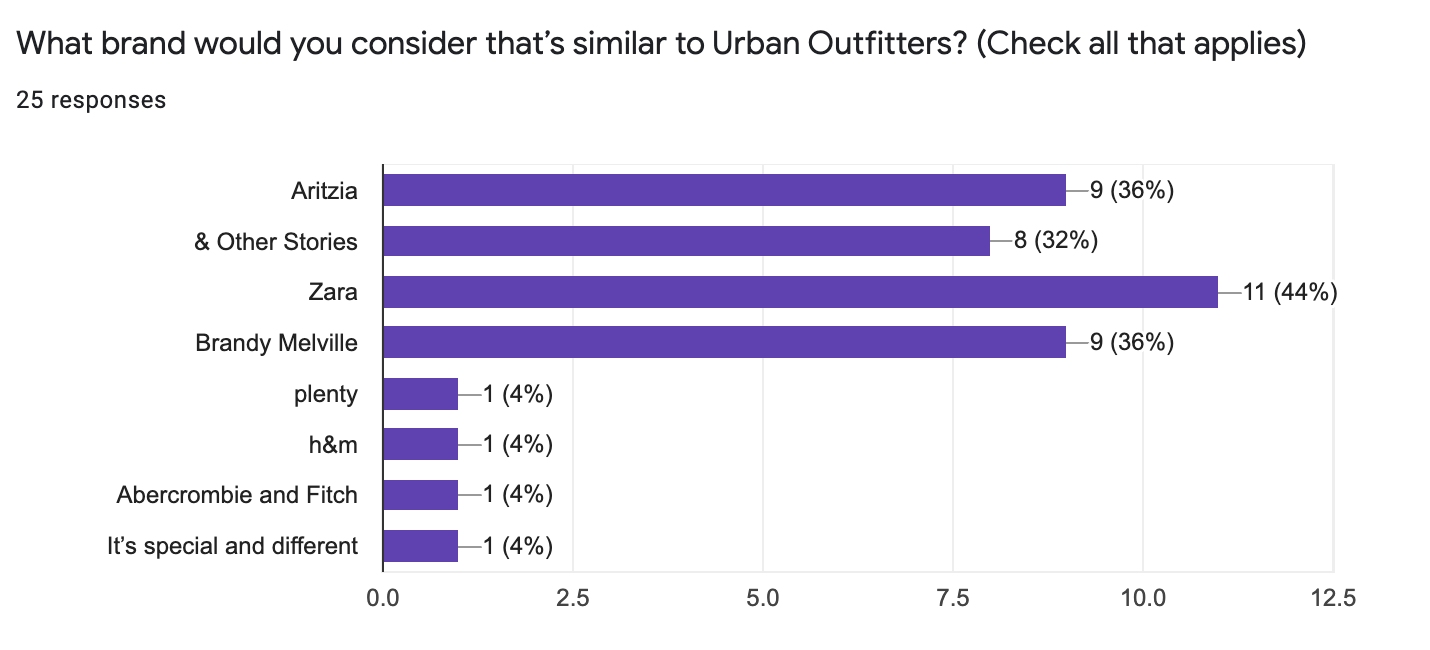 What brand would you consider that’s similar to Urban Outfitters? (Check all that applies)
25 responses
Aritzia 9 (36%)
& Other Stories 8 (32%)
Zara 11 (44%)
Brandy Melville 9 (36%)
plenty 1 (4%)
h&m 1 (4%)
Abercrombie and Fitch 1 (4%)
It’s special and different 1 (4%)
0.0 2.5 5.0 7.5 10.0 12.5